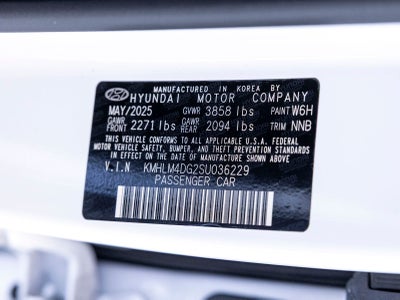 MANUFACTURED IN KOREA BY
HYUNDAI MOTOR COMPANY
MAY/2025 GVWR 3858 lbs PAINT W6H
GAWR FRONT 2271 lbs GAWR REAR 2094 lbs TRIM NNB
THIS VEHICLE CONFORMS TO ALL APPLICABLE U.S.A FEDERAL
MOTOR VEHICLE SAFETY, BUMPER, AND THEFT PREVENTION STANDARDS
IN EFFECT ON THE DATE OF MANUFACTURE SHOWN ABOVE.
V.I.N KMHLM4DG2SU036229
PASSENGER CAR